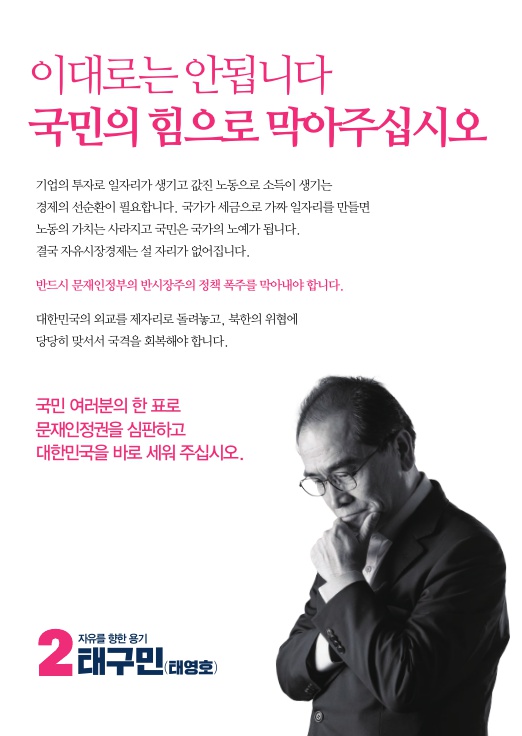 이대로는 안됩니다
국민의 힘으로 막아주십시오
기업의 투자로 일자리가 생기고 값진 노동으로 소득이 생기는
경제의 선순환이 필요합니다. 국가가 세금으로 가짜 일자리를 만들면
노동의 가치는 사라지고 국민은 국가의 노예가 됩니다.
결국 자유시장경제는 설 자리가 없어집니다.
반드시 문재인정부의 반시장주의 정책 폭주를 막아내야 합니다.
대한민국의 외교를 제자리로 돌려놓고, 북한의 위협에
당당히 맞서서 국격을 회복해야 합니다.
국민 여러분의 한 표로
문재인정권을 심판하고
대한민국을 바로 세워 주십시오.
2 자유를 향한 용기
태구민(태영호)